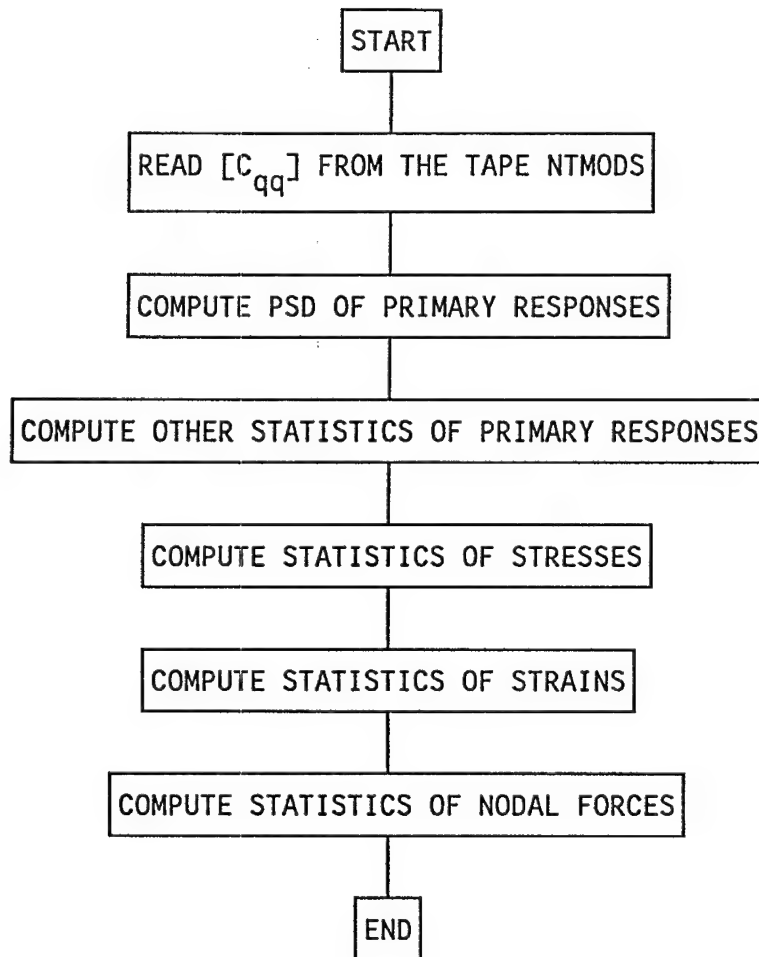 START
READ [C_qq] FROM THE TAPE NTMODS
COMPUTE PSD OF PRIMARY RESPONSES
COMPUTE OTHER STATISTICS OF PRIMARY RESPONSES
COMPUTE STATISTICS OF STRESSES
COMPUTE STATISTICS OF STRAINS
COMPUTE STATISTICS OF NODAL FORCES
END